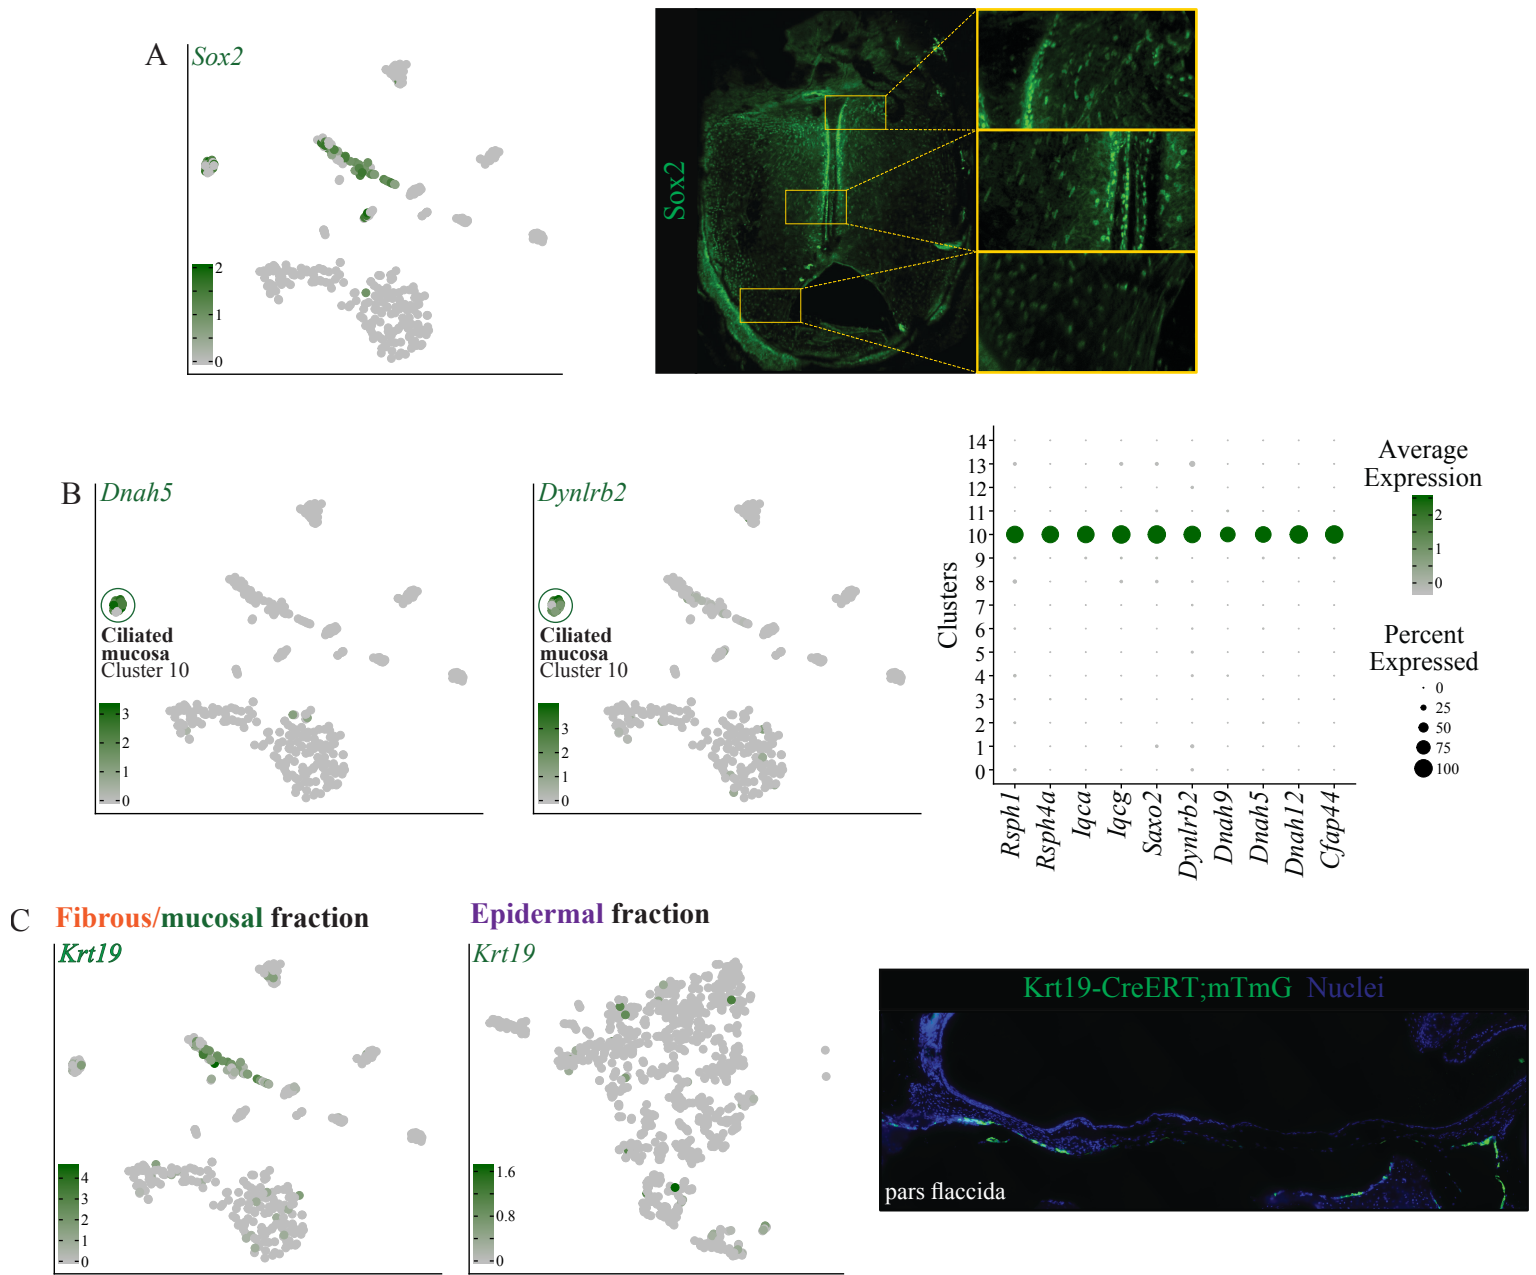 A
Sox2
2
1
0
Sox2
B
Dnah5
Ciliated
mucosa
Cluster 10
3
2
1
0
Dynlrb2
Ciliated
mucosa
Cluster 10
3
2
1
0
Clusters
14
13
12
11
10
9
8
7
6
5
4
3
2
1
0
Rsph1
Rsph4a
Iqca
Iqcg
Saxo2
Dynlrb2
Dnah9
Dnah5
Dnah12
Cfap44
Average
Expression
2
1
0
Percent
Expressed
0
25
50
75
100
C
Fibrous/mucosal fraction
Krt19
4
3
2
1
0
Epidermal fraction
Krt19
1.6
0.8
0
Krt19-CreERT;mTmG Nuclei
pars flaccida